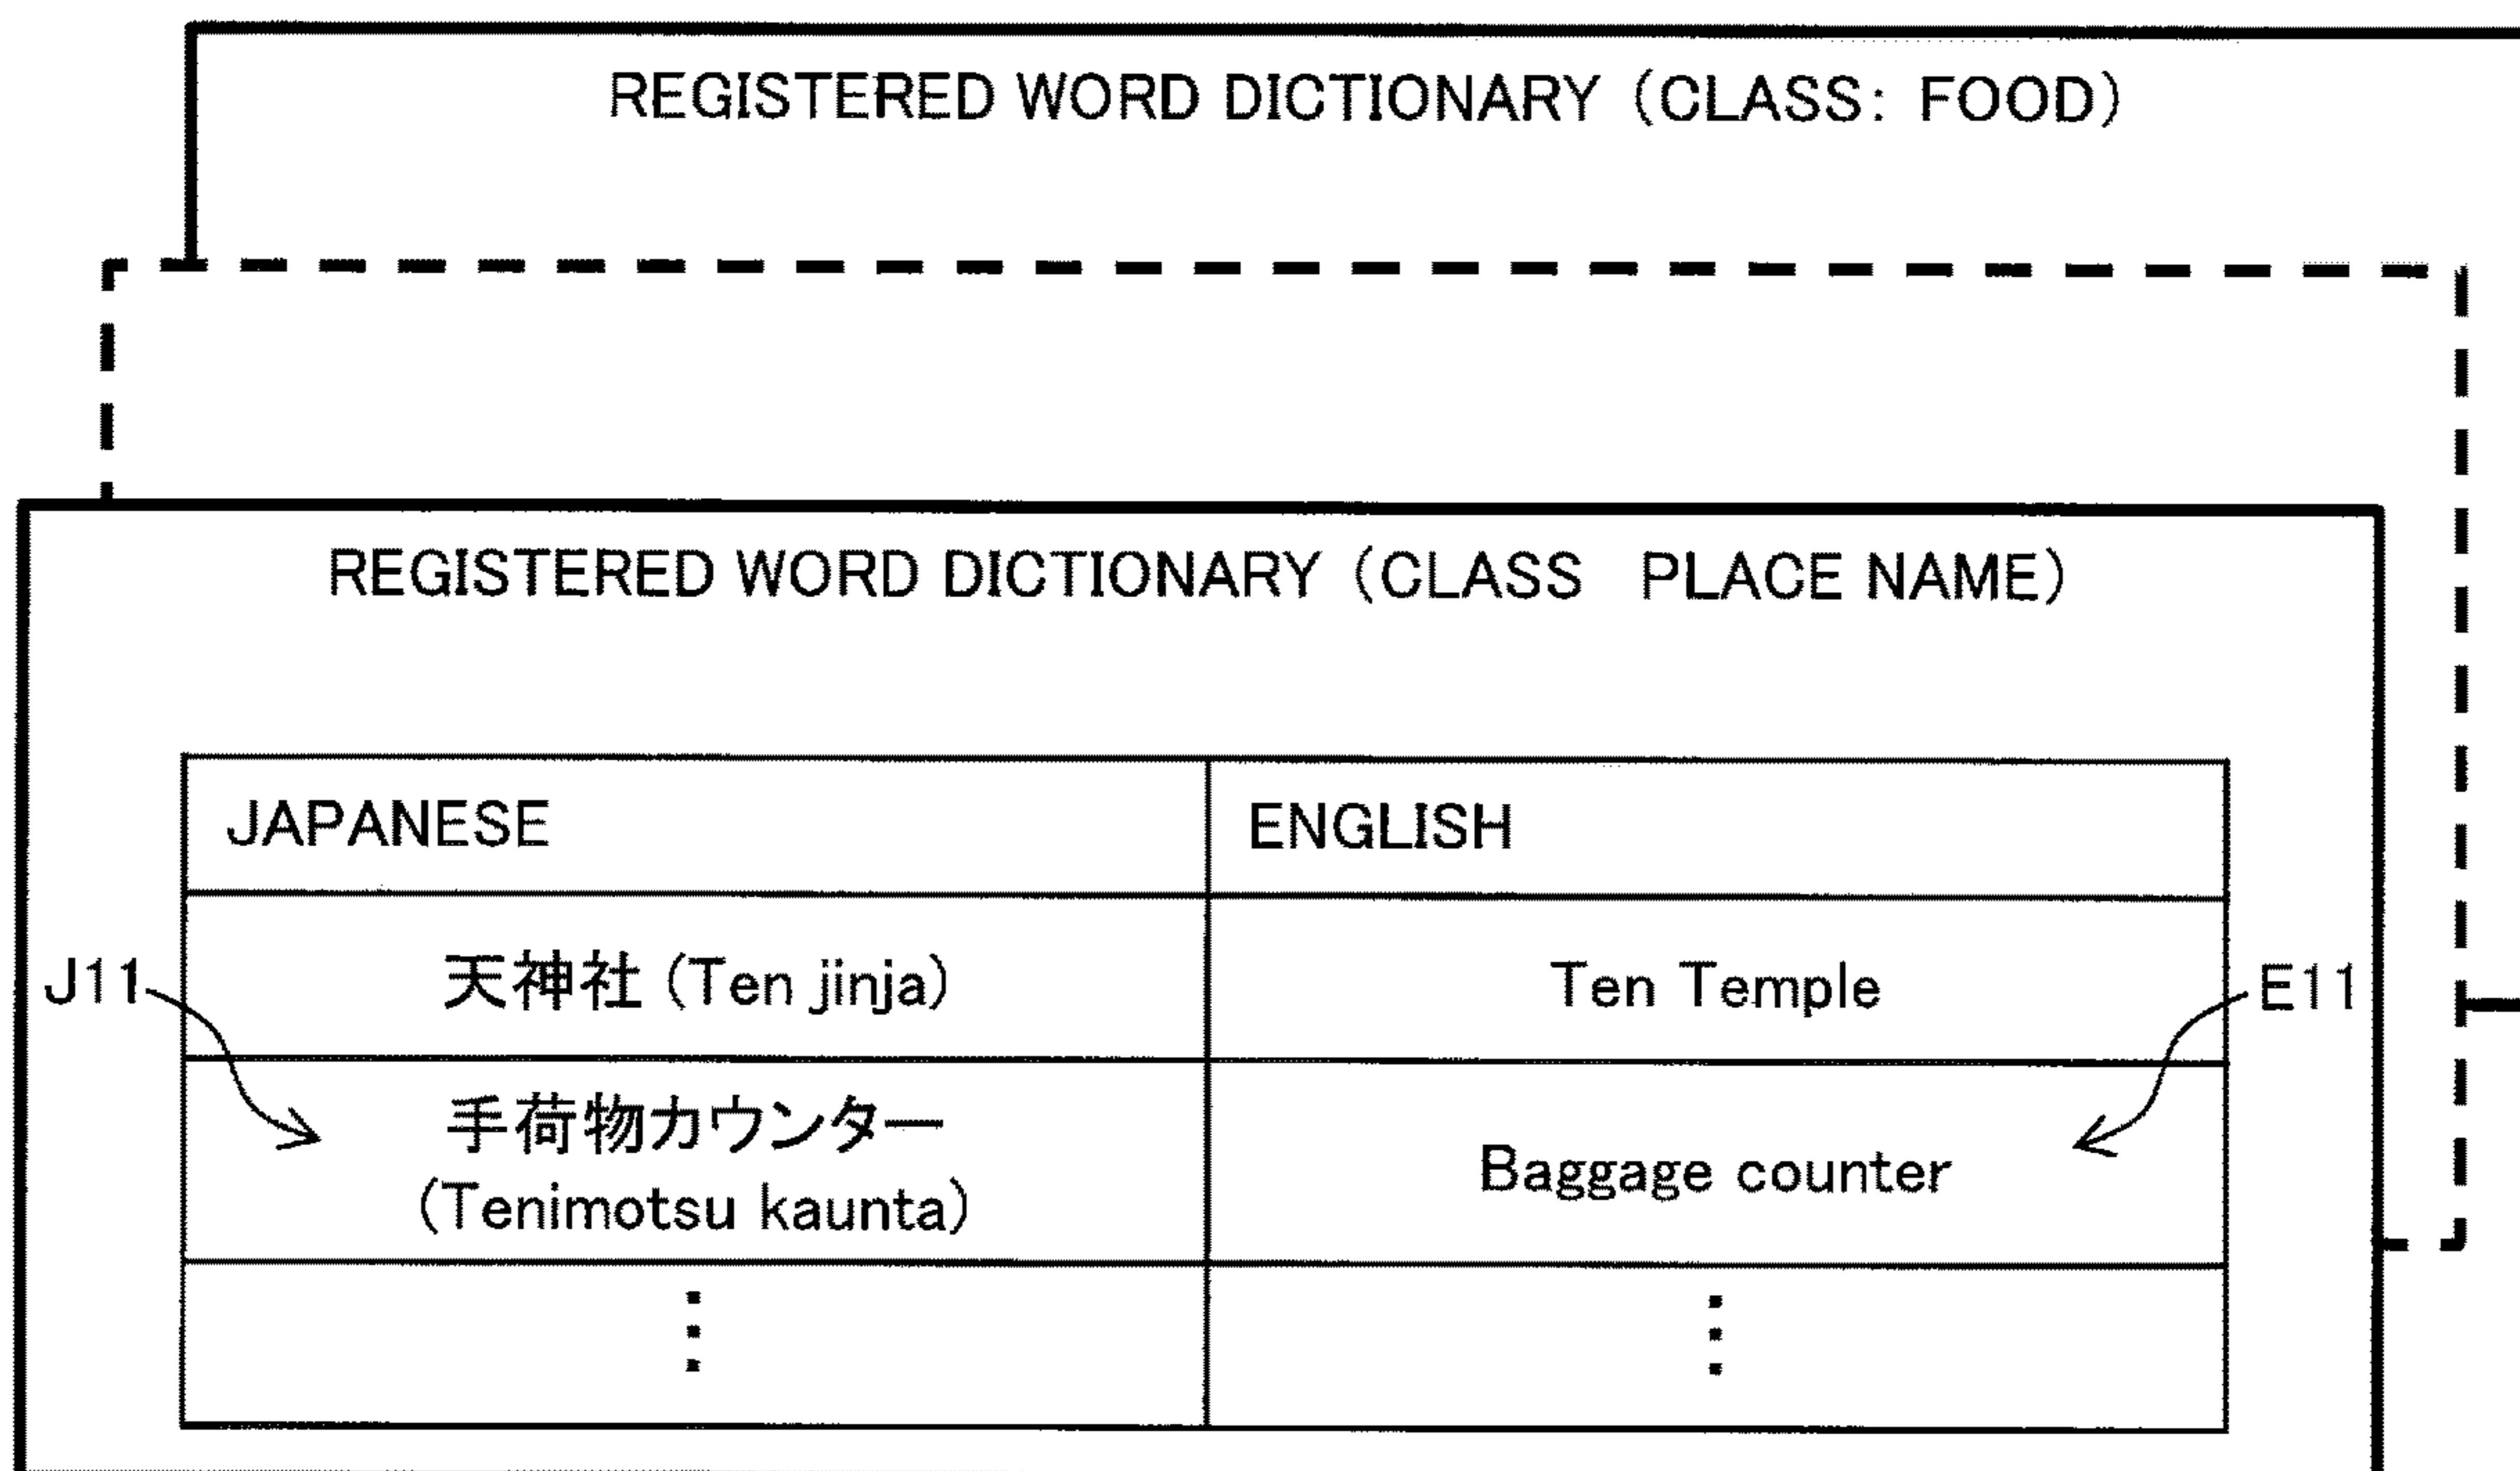 REGISTERED WORD DICTIONARY (CLASS: FOOD)
REGISTERED WORD DICTIONARY (CLASS PLACE NAME)
JAPANESE
ENGLISH
J11
天神社 (Ten jinja)
Ten Temple
E11
手荷物カウンター
(Tenimotsu kaunta)
Baggage counter